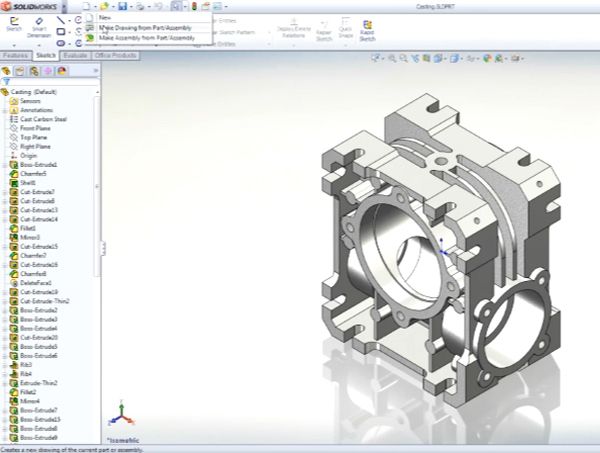 SOLIDWORKS
Casting.SLDPRT
New
Make Drawing from Part/Assembly
Make Assembly from Part/Assembly
Sketch
Smart
Dimension
Entities
Sketch Pattern
Display/Delete
Relations
Repair
Sketch
Quick
Snaps
Rapid
Sketch
Entities
Features
Sketch
Evaluate
Office Products
Casting (Default)
Sensors
Annotations
Cast Carbon Steel
Front Plane
Top Plane
Right Plane
Origin
Boss-Extrude1
Chamfer5
Shell1
Cut-Extrude7
Cut-Extrude8
Cut-Extrude13
Cut-Extrude14
Fillet1
Mirror3
Cut-Extrude15
Chamfer7
Cut-Extrude16
Chamfer8
DeleteFace1
Cut-Extrude19
Cut-Extrude-Thin2
Boss-Extrude2
Boss-Extrude3
Boss-Extrude4
Cut-Extrude20
Boss-Extrude5
Boss-Extrude6
Rib3
Rib4
Extrude-Thin2
Fillet2
Mirror4
Boss-Extrude7
Boss-Extrude15
Boss-Extrude8
Boss-Extrude9
*Isometric
Creates a new drawing of the current part or assembly.